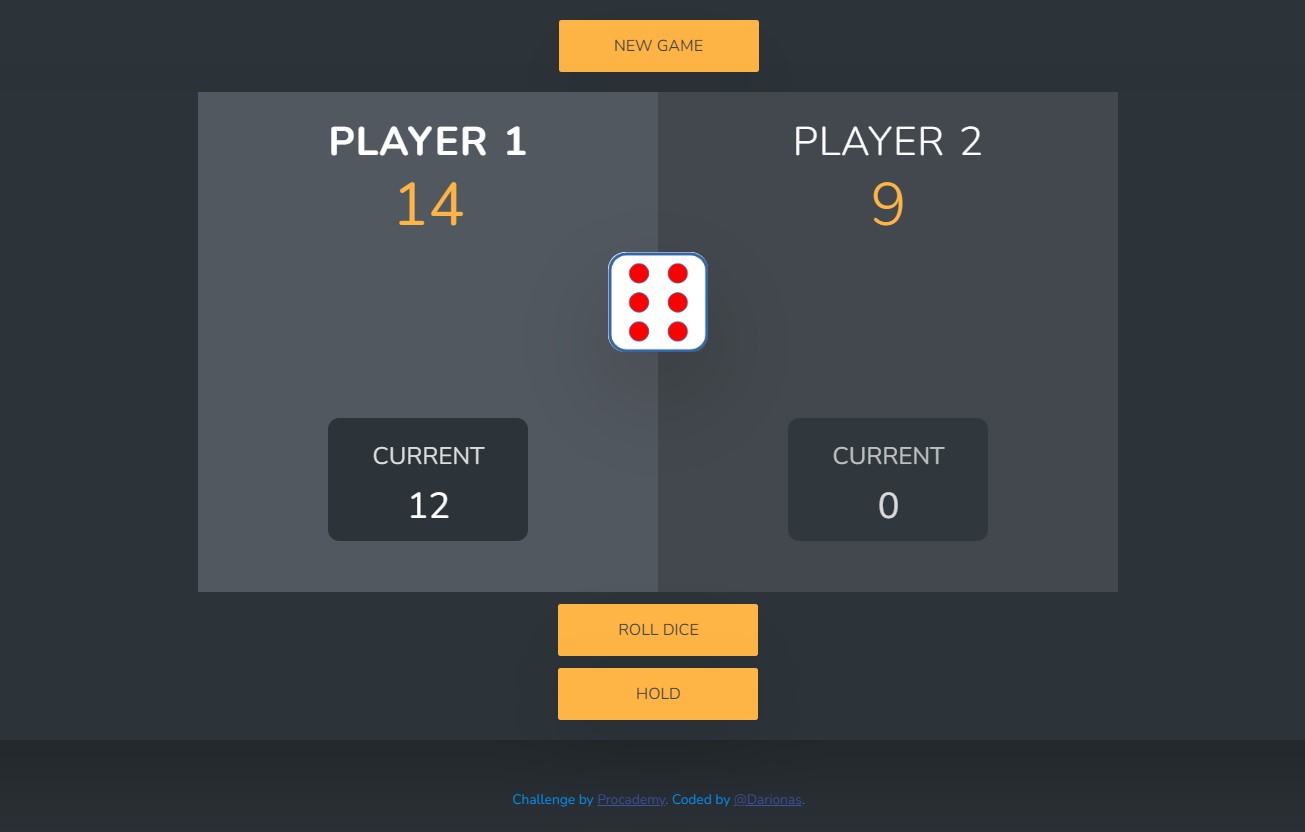 NEW GAME
PLAYER 1
14
PLAYER 2
9
CURRENT
12
CURRENT
0
ROLL DICE
HOLD
Challenge by Procademy. Coded by @Darionas.